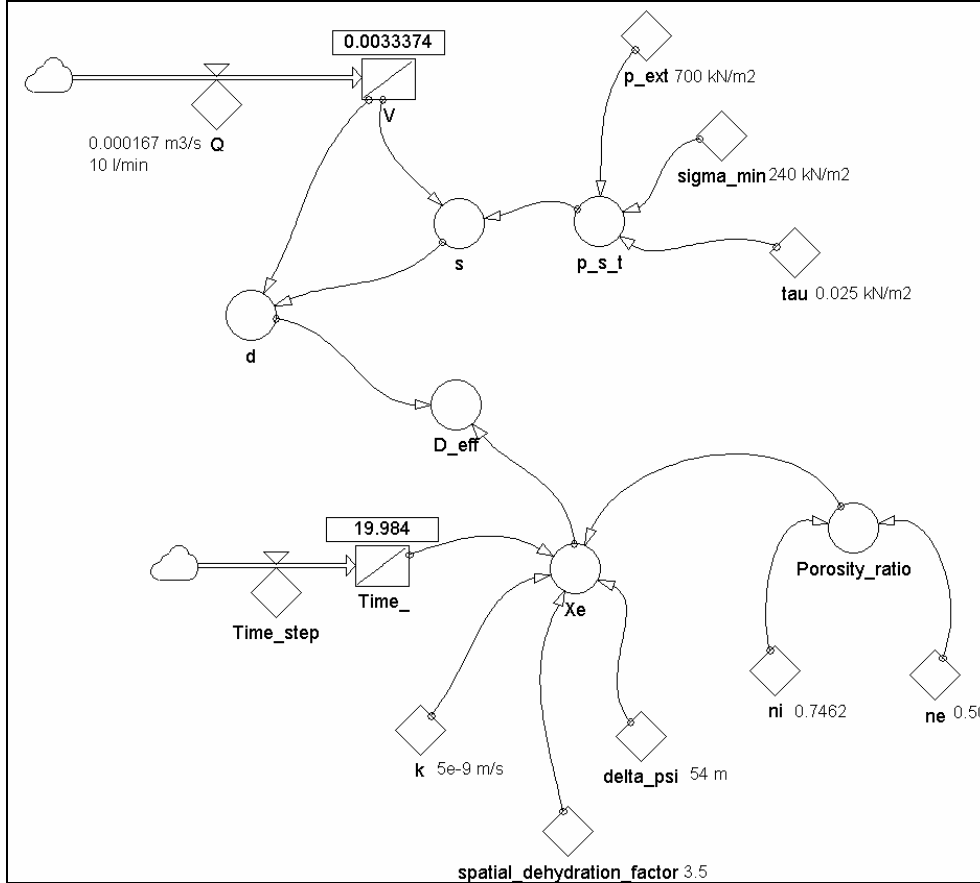 0.0033374
V
0.000167 m3/s Q
10 l/min
p_ext 700 kN/m2
sigma_min 240 kN/m2
tau 0.025 kN/m2
s
p_s_t
d
D_eff
19.984
Time_
Time_step
Xe
Porosity_ratio
ni 0.7462
ne
k 5e-9 m/s
delta_psi 54 m
spatial_dehydration_factor 3.5